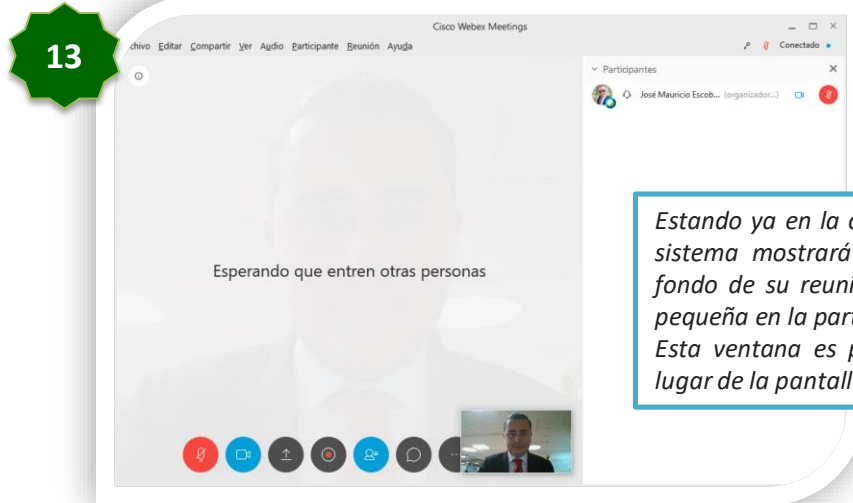 13
Cisco Webex Meetings
chivo Editar Compartir Ver Audio Participante Reunión Ayuda
Conectado
Participantes
José Mauricio Escob... (organizador...)
Esperando que entren otras personas
Estando ya en la
sistema mostrará
fondo de su reuni
pequeña en la part
Esta ventana es p
lugar de la pantall